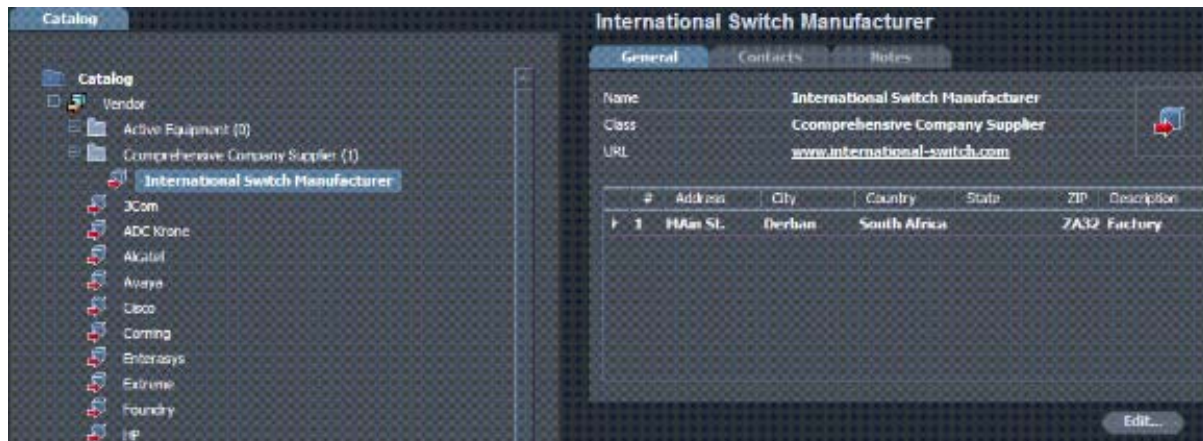 Catalog
Catalog
Vendor
Active Equipment (0)
Ccomprehensive Company Supplier (1)
International Switch Manufacturer
3Com
ADC Krone
Alcatel
Avaya
Cisco
Corning
Enterasys
Extreme
Foundry
HP
International Switch Manufacturer
General Contacts Notes
Name International Switch Manufacturer
Class Ccomprehensive Company Supplier
URL www.international-switch.com
# Address City Country State ZIP Description
1 MAin St. Derban South Africa ZA32 Factory
Edit...